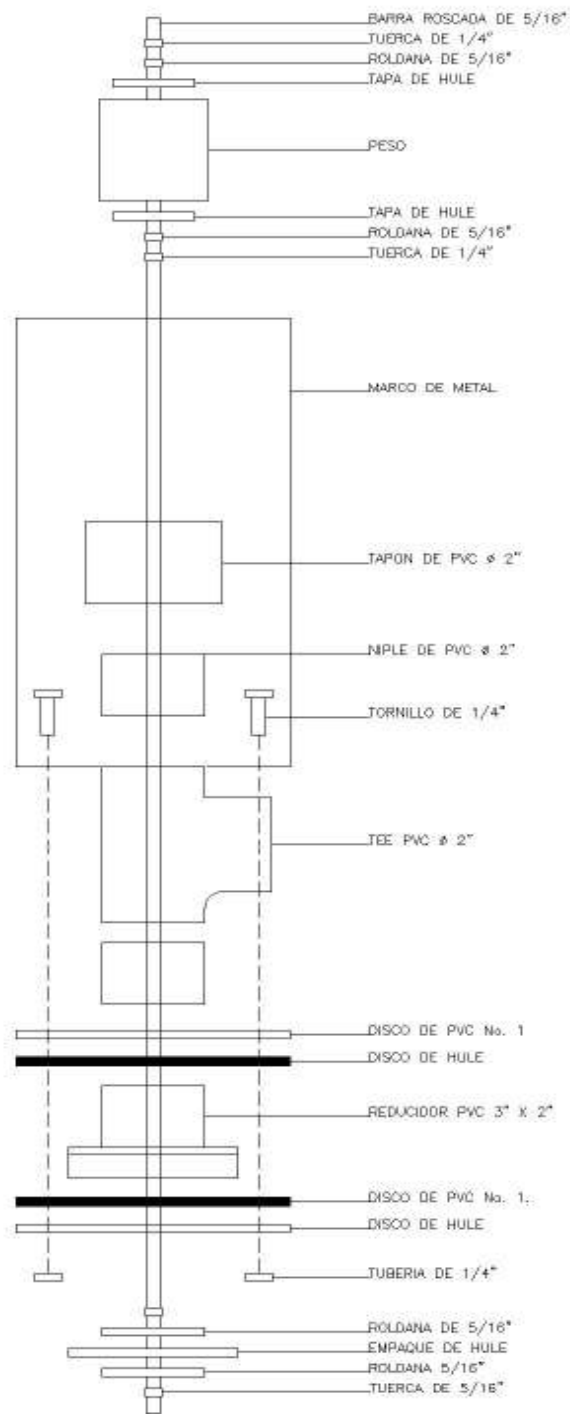 BARRA ROSCADA DE 5/16"
TUERCA DE 1/4"
ROLDANA DE 5/16"
TAPA DE HULE
PESO
TAPA DE HULE
ROLDANA DE 5/16"
TUERCA DE 1/4"
MARCO DE METAL
TAPON DE PVC ø 2"
NIPLE DE PVC ø 2"
TORNILLO DE 1/4"
TEE PVC ø 2"
DISCO DE PVC No. 1
DISCO DE HULE
REDUCIDOR PVC 3" X 2"
DISCO DE PVC No. 1.
DISCO DE HULE
TUBERIA DE 1/4"
ROLDANA DE 5/16"
EMPAQUE DE HULE
ROLDANA 5/16"
TUERCA DE 5/16"